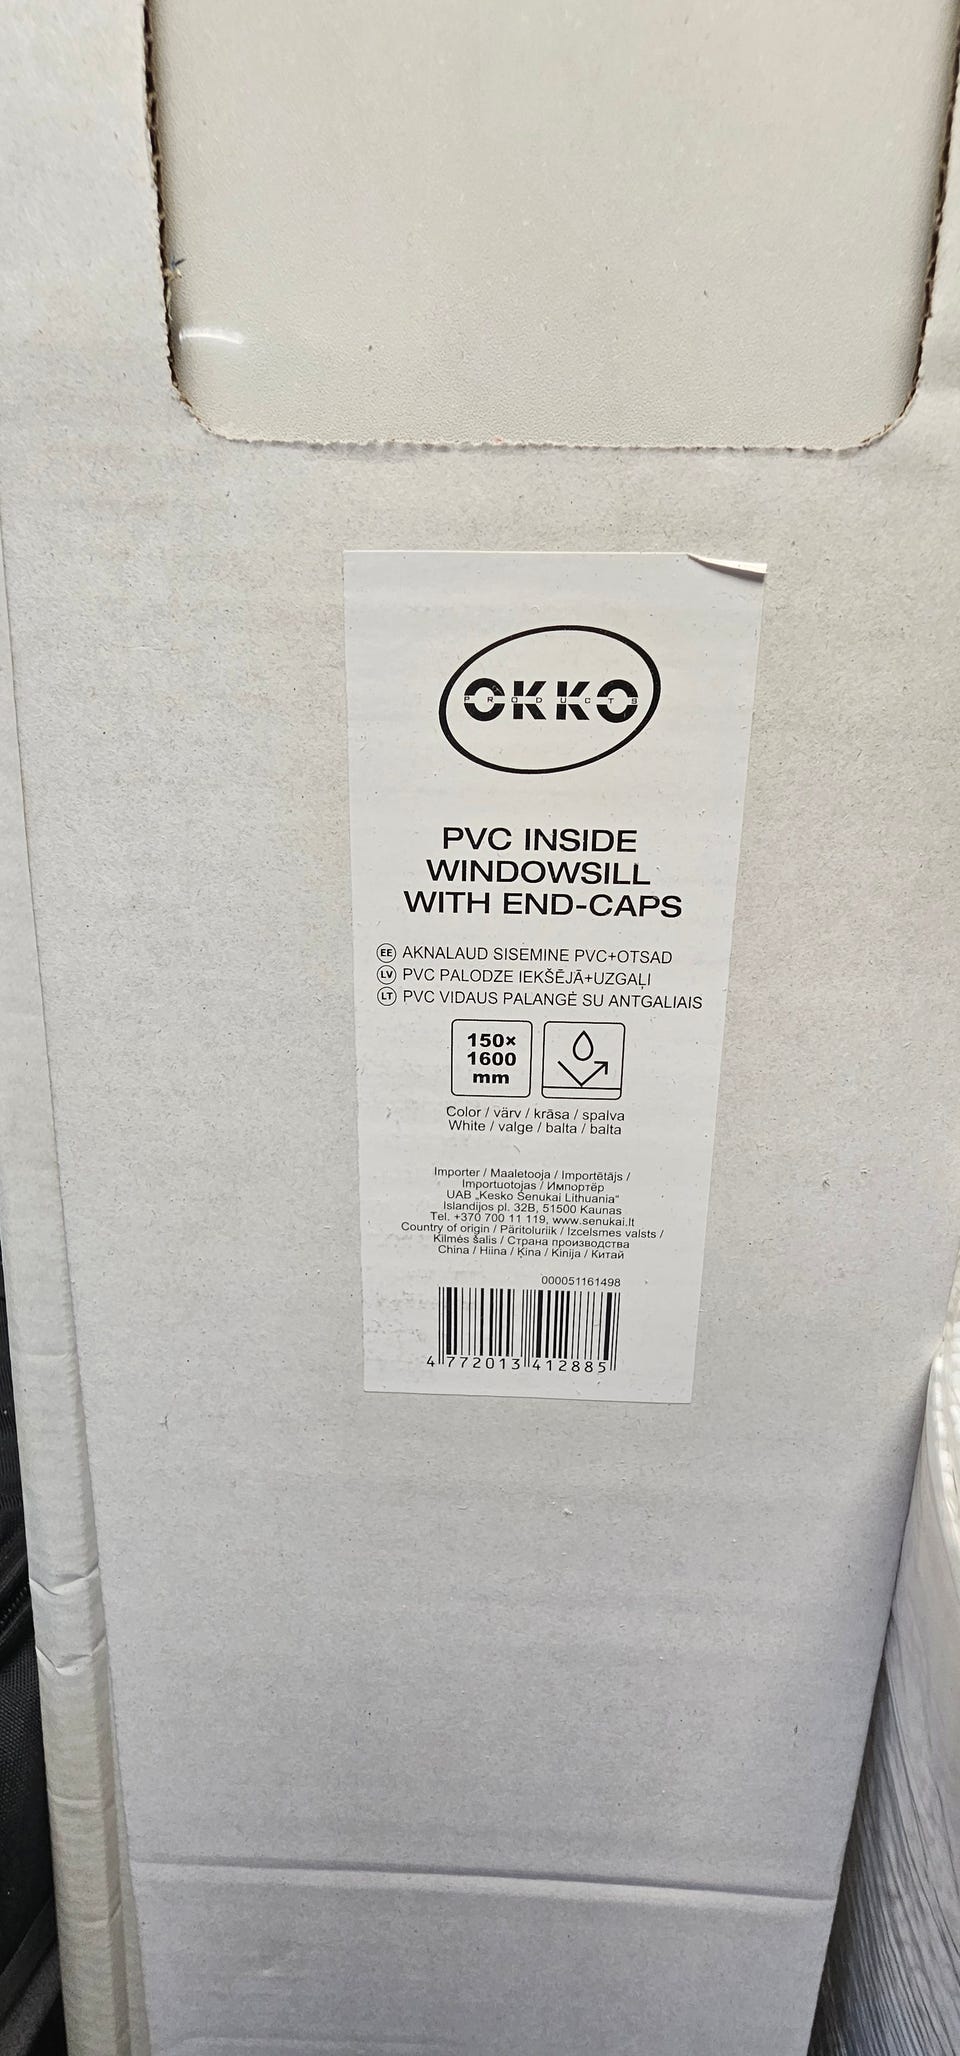 OKKO
PRODUCTS
PVC INSIDE
WINDOWSILL
WITH END-CAPS
EE AKNALAUD SISEMINE PVC+OTSAD
LV PVC PALODZE IEKŠĒJĀ+UZGAĻI
LT PVC VIDAUS PALANGĖ SU ANTGALIAIS
150×
1600
mm
Color / värv / krāsa / spalva
White / valge / balta / balta
Importer / Maaletooja / Importētājs /
Importuotojas / Импортёр
UAB „Kesko Senukai Lithuania“
Islandijos pl. 32B, 51500 Kaunas
Tel. +370 700 11 119, www.senukai.lt
Country of origin / Päritoluriik / Izcelsmes valsts /
Kilmės šalis / Страна производства
China / Hiina / Ķīna / Kinija / Китай
000051161498
4 772013 412885